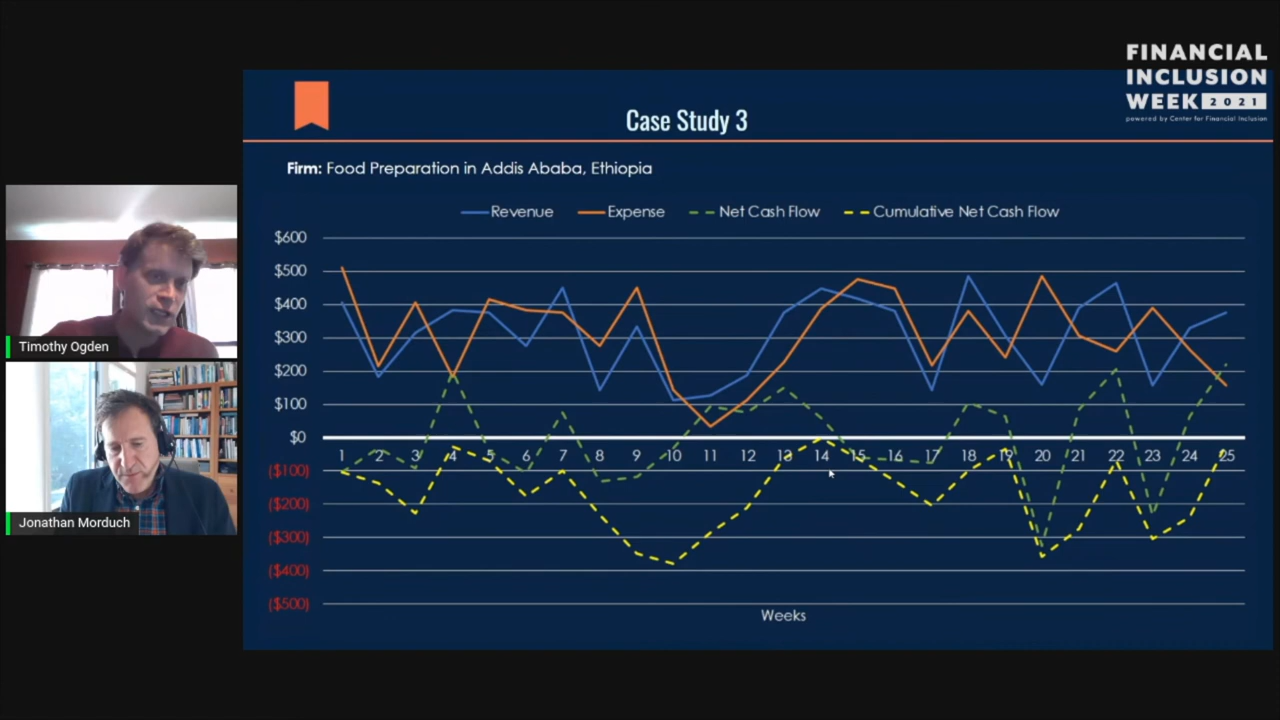 FINANCIAL
INCLUSION
WEEK 2021
powered by Center for Financial Inclusion
Case Study 3
Firm: Food Preparation in Addis Ababa, Ethiopia
Revenue Expense Net Cash Flow Cumulative Net Cash Flow
$600
$500
$400
$300
$200
$100
$0
1 2 3 4 5 6 7 8 9 10 11 12 13 14 15 16 17 18 19 20 21 22 23 24 25
($100)
($200)
($300)
($400)
($500)
Weeks
Timothy Ogden
Jonathan Morduch